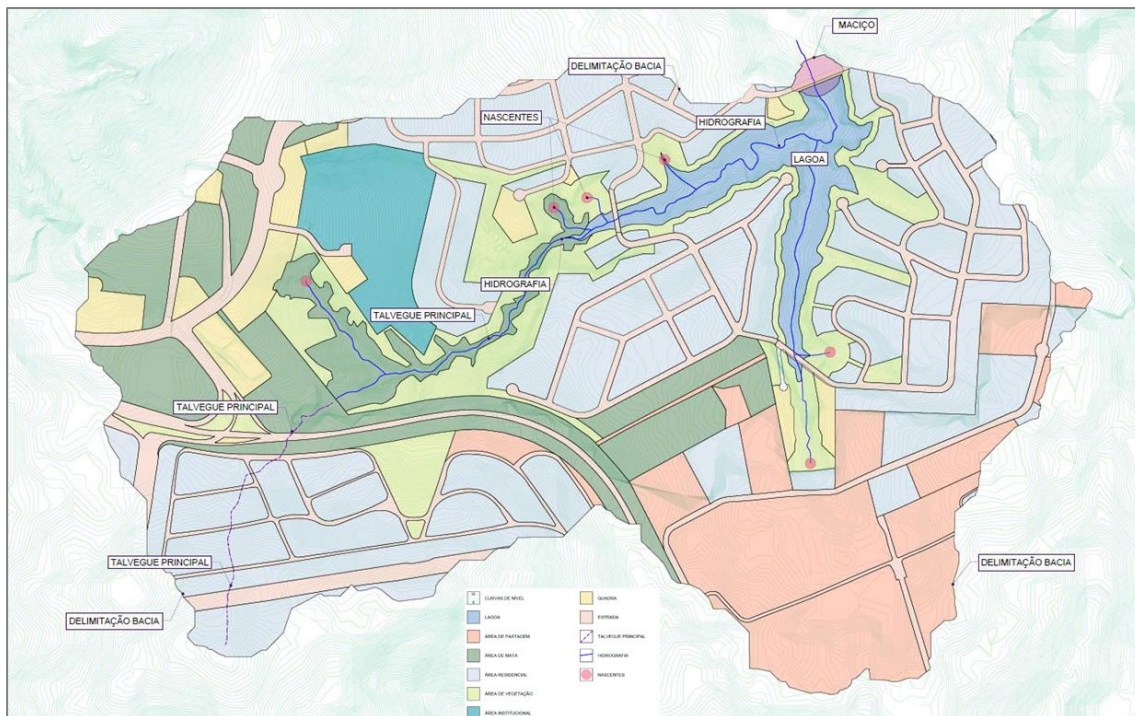 MACIÇO
DELIMITAÇÃO BACIA
NASCENTES
HIDROGRAFIA
LAGOA
HIDROGRAFIA
TALVEGUE PRINCIPAL
TALVEGUE PRINCIPAL
TALVEGUE PRINCIPAL
DELIMITAÇÃO BACIA
DELIMITAÇÃO BACIA
CURVAS DE NÍVEL
LAGOA
ÁREA DE PASTAGEM
ÁREA DE MATA
ÁREA RESIDENCIAL
ÁREA DE VEGETAÇÃO
ÁREA INSTITUCIONAL
QUADRA
ESTRADA
TALVEGUE PRINCIPAL
HIDROGRAFIA
NASCENTES